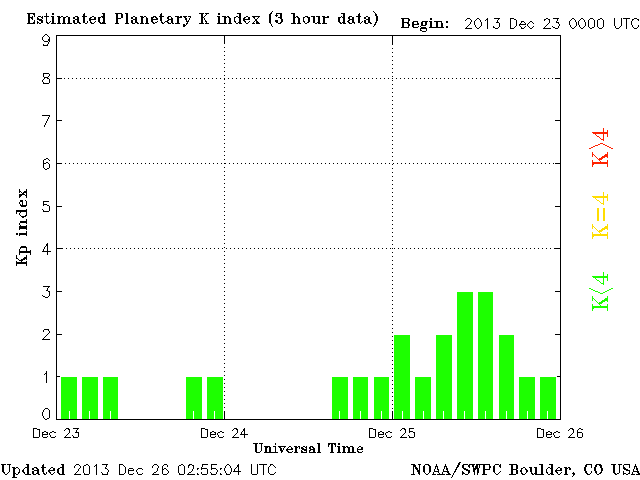 Estimated Planetary K index (3 hour data) Begin: 2013 Dec 23 0000 UTC
9
8
7
6
5
4
3
2
1
0
Kp index
K>4
K=4
K<4
Dec 23 Dec 24 Dec 25 Dec 26
Universal Time
Updated 2013 Dec 26 02:55:04 UTC NOAA/SWPC Boulder, CO USA